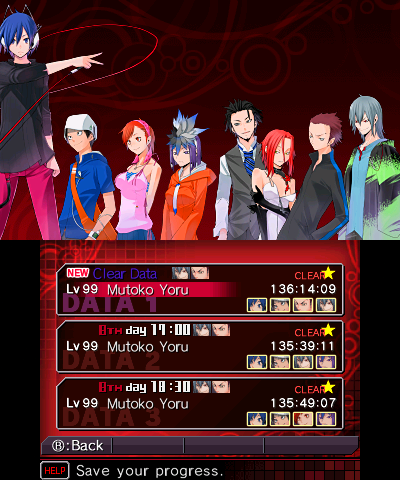 NEW Clear Data
CLEAR
Lv 99 Mutoko Yoru 136:14:09
DATA 1
8TH day 17:00
CLEAR
Lv 99 Mutoko Yoru 135:39:11
DATA 2
8TH day 18:30
CLEAR
Lv 99 Mutoko Yoru 135:49:07
DATA 3
Ⓑ:Back
HELP Save your progress.